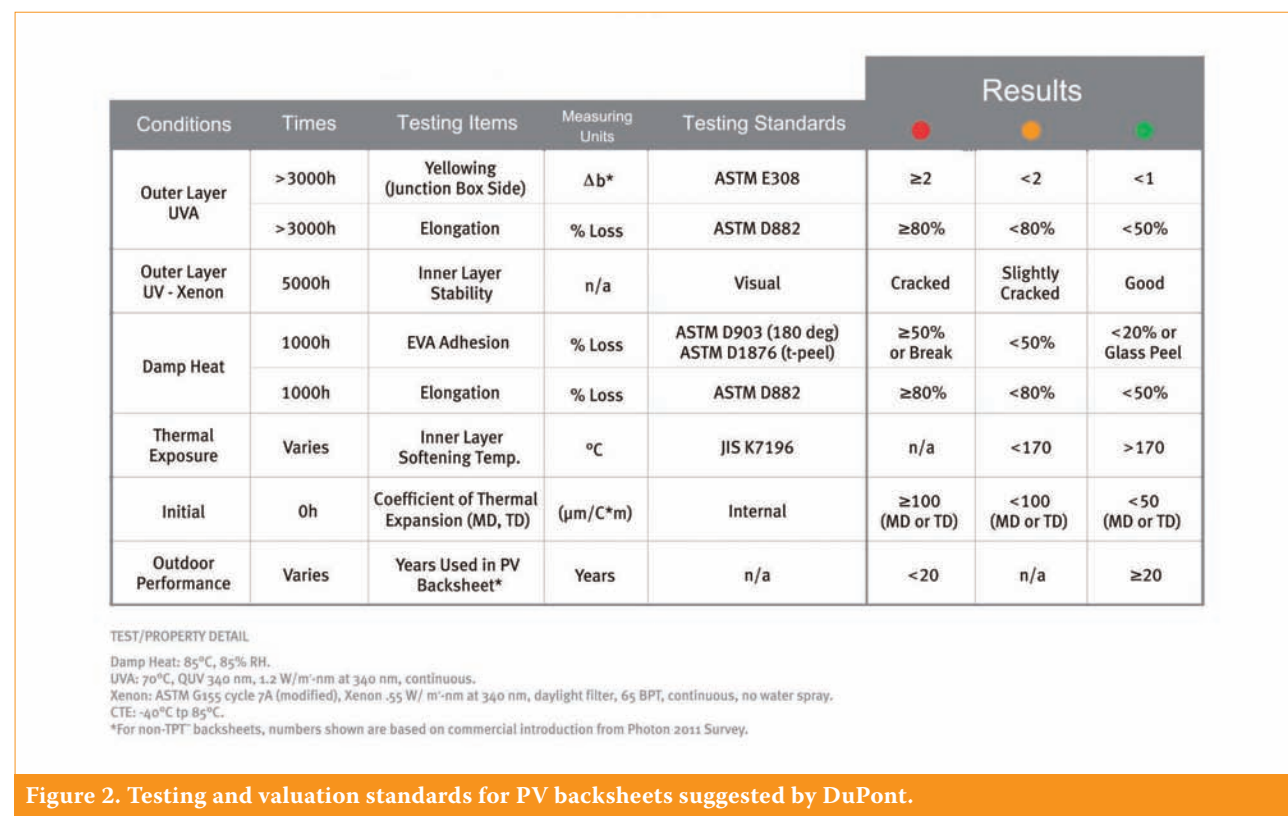 Results
Conditions Times Testing Items Measuring Units Testing Standards
Outer Layer UVA >3000h Yellowing (Junction Box Side) Δb* ASTM E308 ≥2 <2 <1
>3000h Elongation % Loss ASTM D882 ≥80% <80% <50%
Outer Layer UV - Xenon 5000h Inner Layer Stability n/a Visual Cracked Slightly Cracked Good
Damp Heat 1000h EVA Adhesion % Loss ASTM D903 (180 deg) ASTM D1876 (t-peel) ≥50% or Break <50% <20% or Glass Peel
1000h Elongation % Loss ASTM D882 ≥80% <80% <50%
Thermal Exposure Varies Inner Layer Softening Temp. ºC JIS K7196 n/a <170 >170
Initial 0h Coefficient of Thermal Expansion (MD, TD) (µm/C*m) Internal ≥100 (MD or TD) <100 (MD or TD) <50 (MD or TD)
Outdoor Performance Varies Years Used in PV Backsheet* Years n/a <20 n/a ≥20
TEST/PROPERTY DETAIL
Damp Heat: 85ºC, 85% RH.
UVA: 70ºC, QUV 340 nm, 1.2 W/m²-nm at 340 nm, continuous.
Xenon: ASTM G155 cycle 7A (modified), Xenon .55 W/ m²-nm at 340 nm, daylight filter, 65 BPT, continuous, no water spray.
CTE: -40ºC tp 85ºC.
*For non-TPT™ backsheets, numbers shown are based on commercial introduction from Photon 2011 Survey.
Figure 2. Testing and valuation standards for PV backsheets suggested by DuPont.